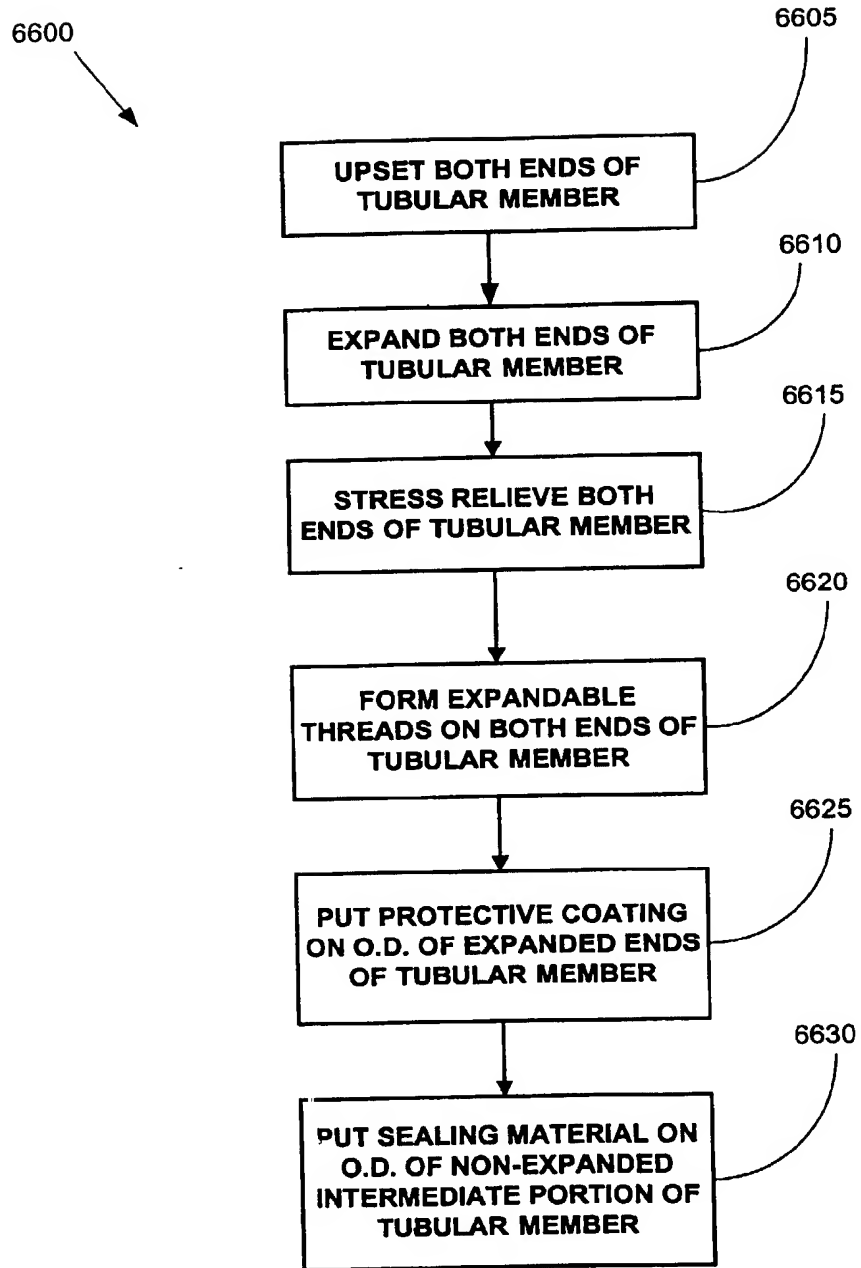 6600
6605
UPSET BOTH ENDS OF
TUBULAR MEMBER
6610
EXPAND BOTH ENDS OF
TUBULAR MEMBER
6615
STRESS RELIEVE BOTH
ENDS OF TUBULAR MEMBER
6620
FORM EXPANDABLE
THREADS ON BOTH ENDS OF
TUBULAR MEMBER
6625
PUT PROTECTIVE COATING
ON O.D. OF EXPANDED ENDS
OF TUBULAR MEMBER
6630
PUT SEALING MATERIAL ON
O.D. OF NON-EXPANDED
INTERMEDIATE PORTION OF
TUBULAR MEMBER